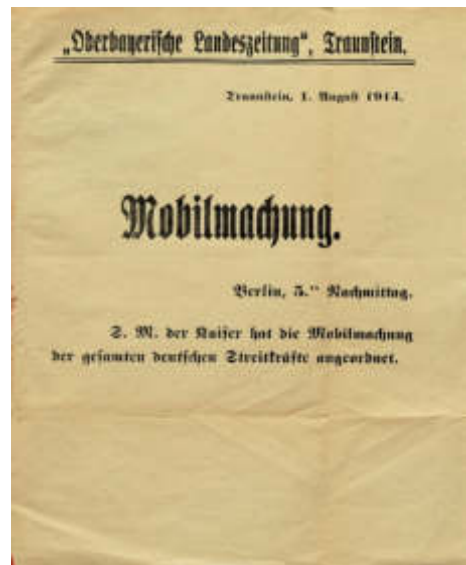 „Oberbayerische Landeszeitung“, Traunstein.
Traunstein, 1. August 1914.
Mobilmachung.
Berlin, Nachmittag.
S. M. der Kaiser hat die Mobilmachung
der gesamten deutschen Streitkräfte angeordnet.